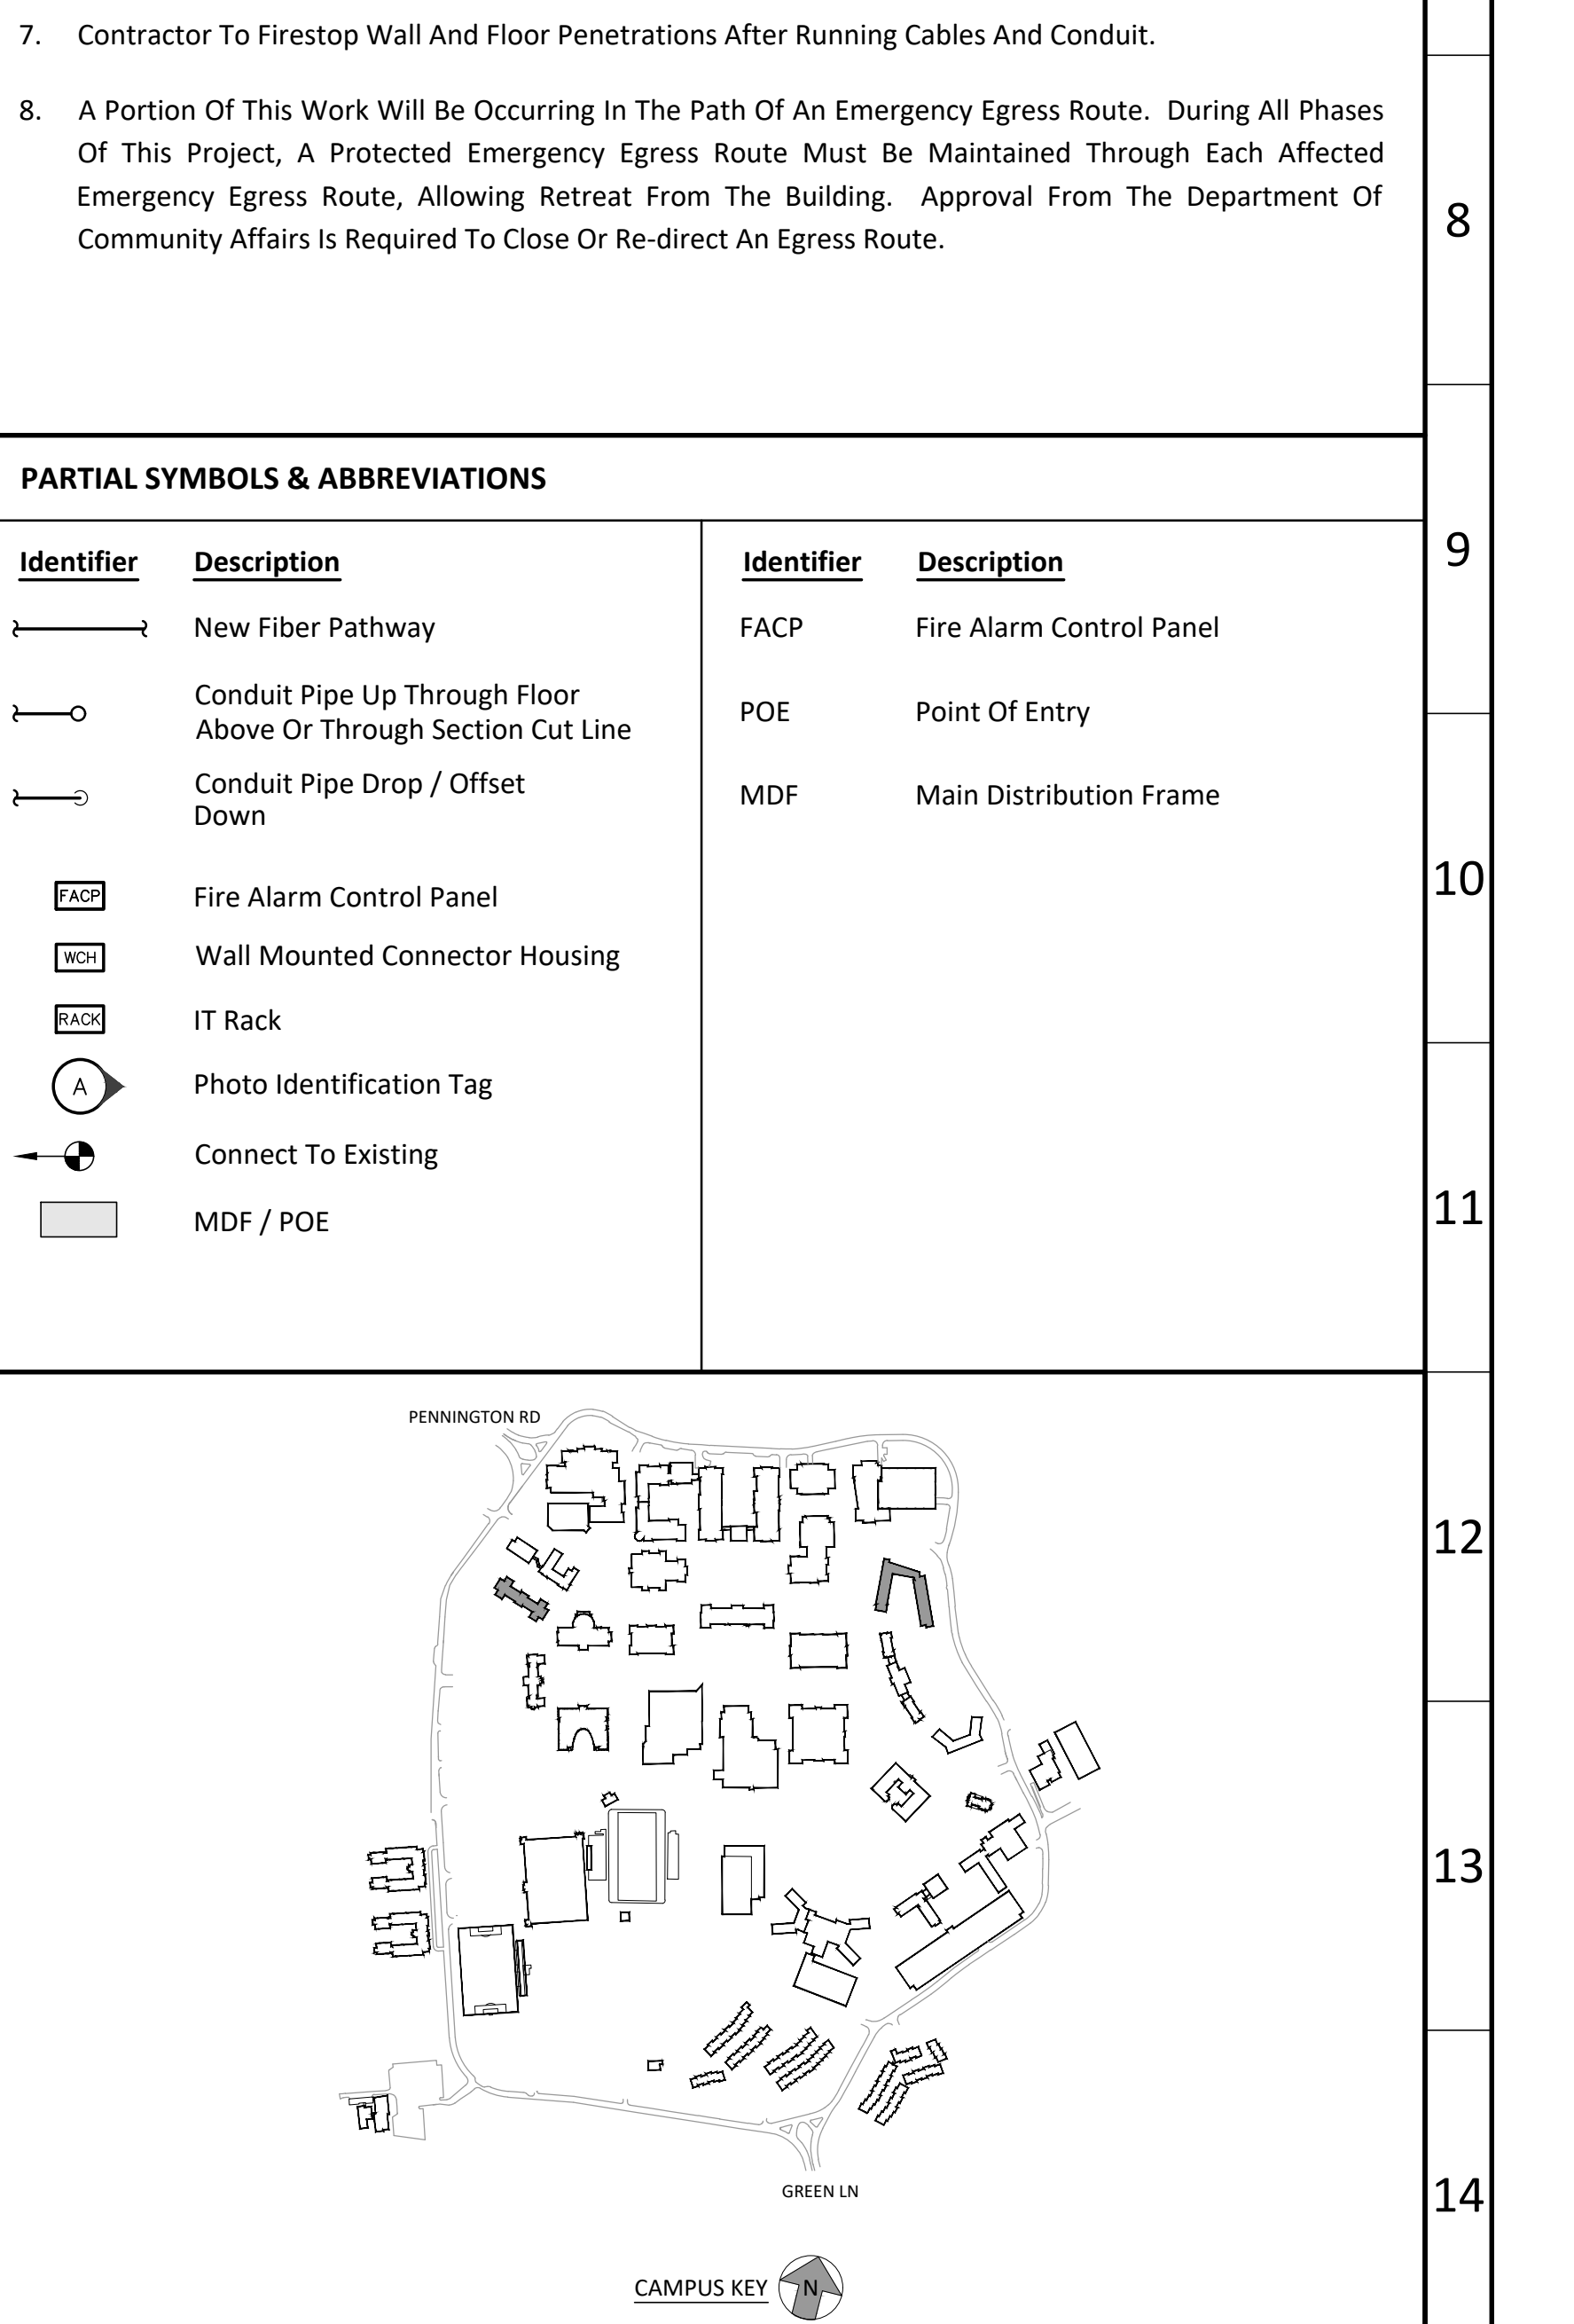 7. Contractor To Firestop Wall And Floor Penetrations After Running Cables And Conduit.
8. A Portion Of This Work Will Be Occurring In The Path Of An Emergency Egress Route. During All Phases
Of This Project, A Protected Emergency Egress Route Must Be Maintained Through Each Affected
Emergency Egress Route, Allowing Retreat From The Building. Approval From The Department Of
Community Affairs Is Required To Close Or Re-direct An Egress Route.
8
PARTIAL SYMBOLS & ABBREVIATIONS
9
Identifier Description
New Fiber Pathway
Conduit Pipe Up Through Floor
Above Or Through Section Cut Line
Conduit Pipe Drop / Offset
Down
FACP Fire Alarm Control Panel
WCH Wall Mounted Connector Housing
RACK IT Rack
A Photo Identification Tag
Connect To Existing
MDF / POE
Identifier Description
FACP Fire Alarm Control Panel
POE Point Of Entry
MDF Main Distribution Frame
10
11
PENNINGTON RD
12
13
GREEN LN
14
CAMPUS KEY N